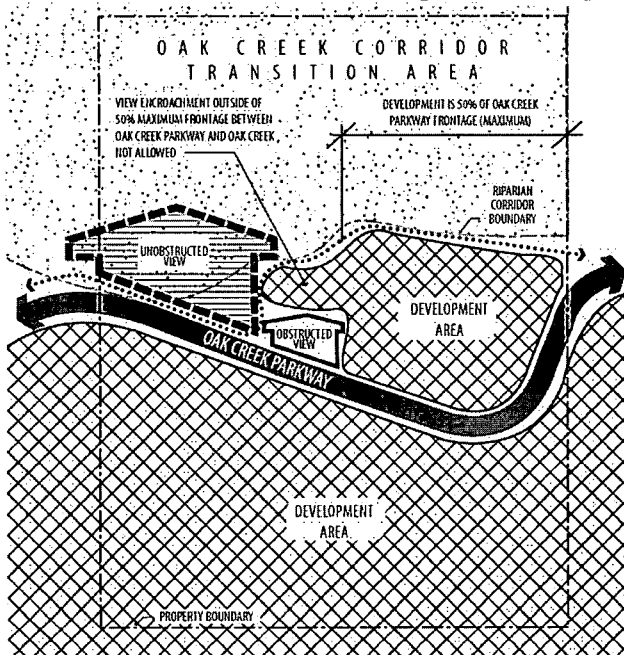 OAK CREEK CORRIDOR
TRANSITION AREA
VIEW ENCROACHMENT OUTSIDE OF
50% MAXIMUM FRONTAGE BETWEEN
OAK CREEK PARKWAY AND OAK CREEK
NOT ALLOWED
DEVELOPMENT IS 50% OF OAK CREEK
PARKWAY FRONTAGE (MAXIMUM)
RIPARIAN
CORRIDOR
BOUNDARY
UNOBSTRUCTED
VIEW
DEVELOPMENT
AREA
OBSTRUCTED
VIEW
OAK CREEK PARKWAY
DEVELOPMENT
AREA
PROPERTY BOUNDARY